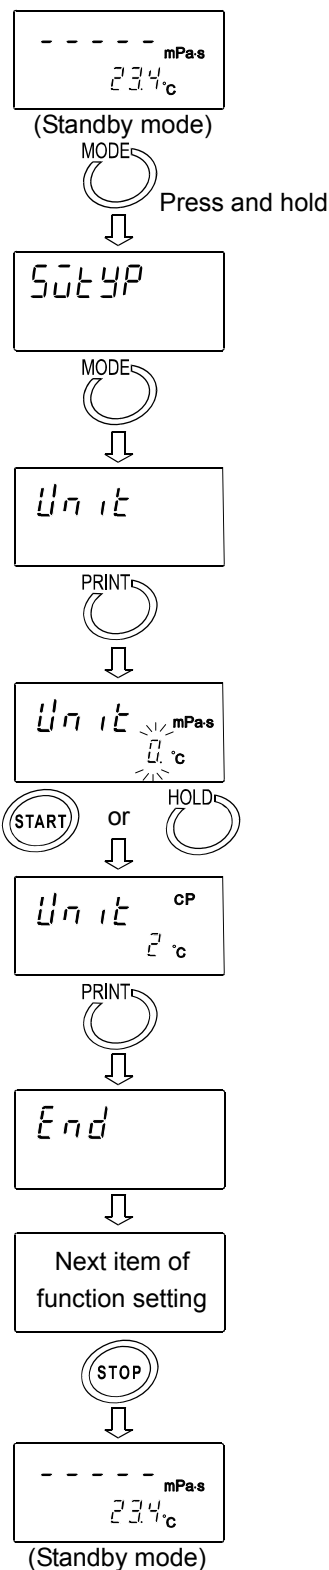 - - - - - mPa·s
23.4 °C
(Standby mode)
MODE
Press and hold
SwtYP
MODE
Unit
PRINT
Unit mPa·s
0. °C
START or HOLD
Unit CP
2 °C
PRINT
End
Next item of
function setting
STOP
- - - - - mPa·s
23.4 °C
(Standby mode)